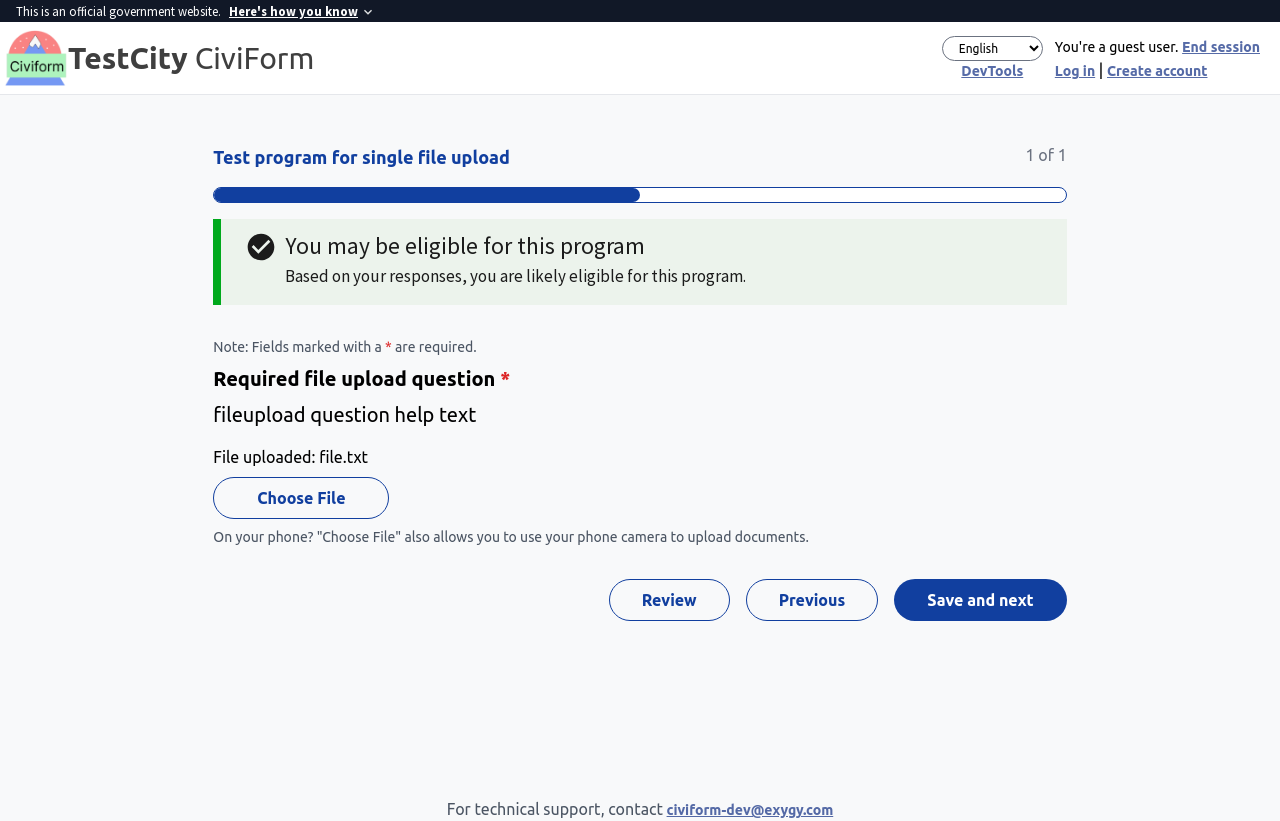 This is an official government website. Here's how you know
Civiform
TestCity CiviForm
English
DevTools
You're a guest user. End session
Log in | Create account
Test program for single file upload
1 of 1
You may be eligible for this program
Based on your responses, you are likely eligible for this program.
Note: Fields marked with a * are required.
Required file upload question *
fileupload question help text
File uploaded: file.txt
Choose File
On your phone? "Choose File" also allows you to use your phone camera to upload documents.
Review
Previous
Save and next
For technical support, contact civiform-dev@exygy.com